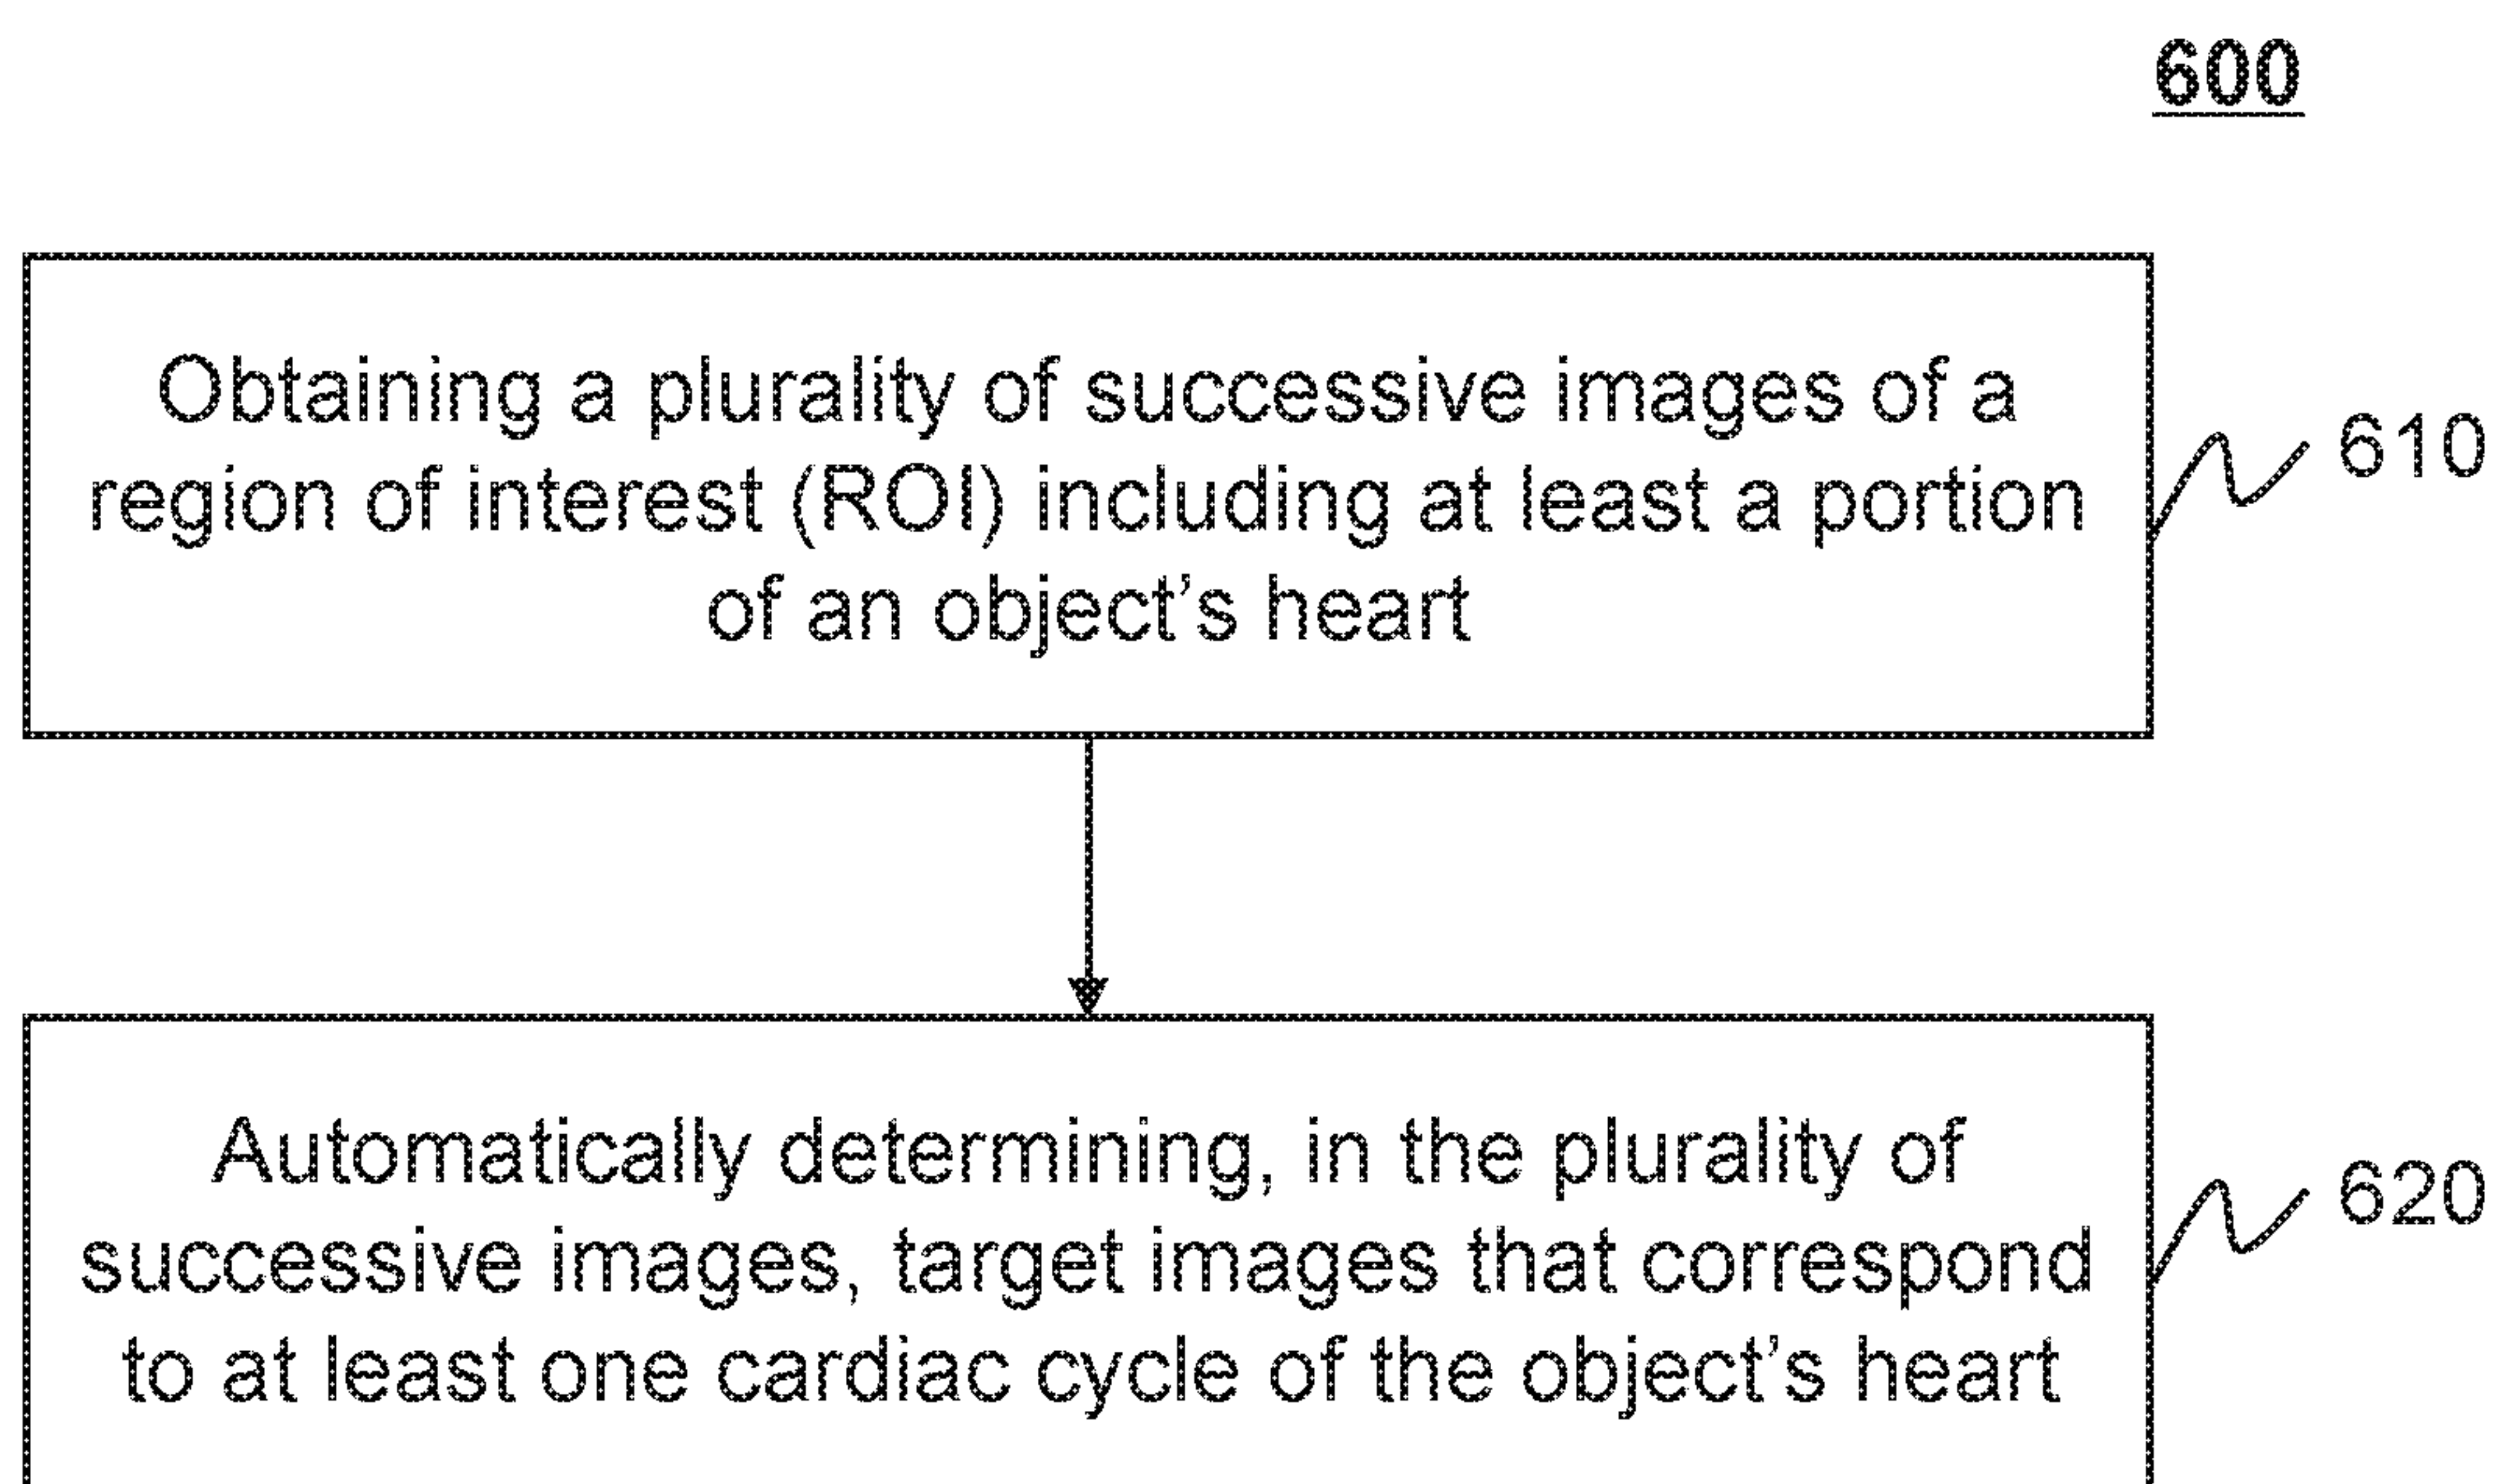 600
Obtaining a plurality of successive images of a
region of interest (ROI) including at least a portion
of an object’s heart
610
Automatically determining, in the plurality of
successive images, target images that correspond
to at least one cardiac cycle of the object’s heart
620